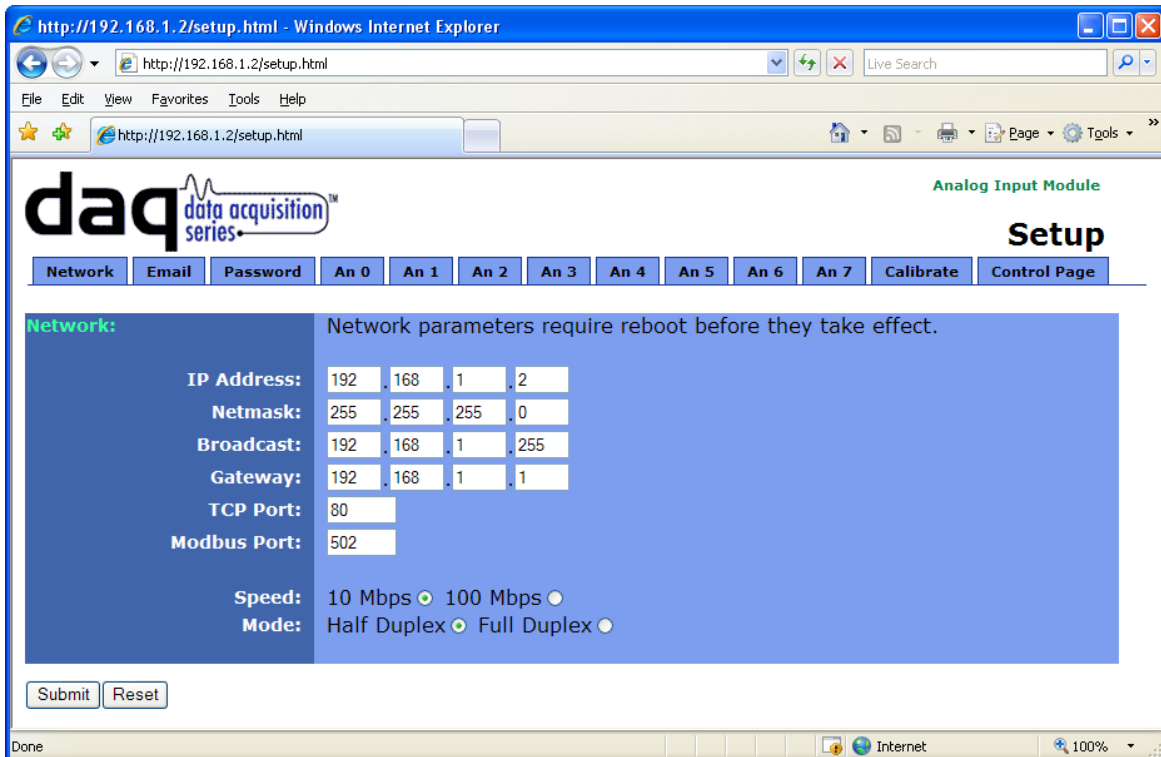 http://192.168.1.2/setup.html - Windows Internet Explorer
http://192.168.1.2/setup.html Live Search
File Edit View Favorites Tools Help
http://192.168.1.2/setup.html Page Tools »
daq data acquisition series TM
Analog Input Module
Setup
Network Email Password An 0 An 1 An 2 An 3 An 4 An 5 An 6 An 7 Calibrate Control Page
Network: Network parameters require reboot before they take effect.
IP Address: 192 . 168 . 1 . 2
Netmask: 255 . 255 . 255 . 0
Broadcast: 192 . 168 . 1 . 255
Gateway: 192 . 168 . 1 . 1
TCP Port: 80
Modbus Port: 502
Speed: 10 Mbps 100 Mbps
Mode: Half Duplex Full Duplex
Submit Reset
Done Internet 100%